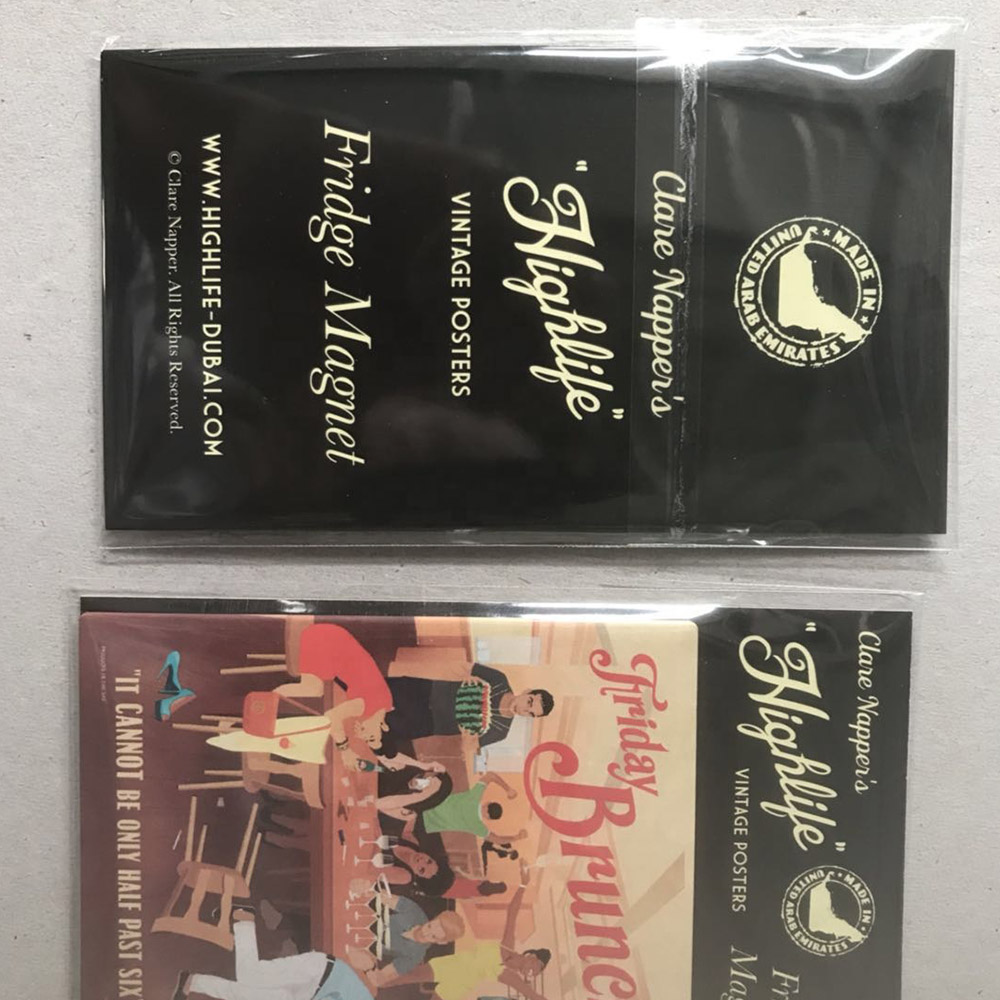 MADE IN
UNITED ARAB EMIRATES
Clare Napper's
"Highlife"
VINTAGE POSTERS
Fridge Magnet
WWW.HIGHLIFE-DUBAI.COM
© Clare Napper. All Rights Reserved.
Clare Napper's
"Highlife"
VINTAGE POSTERS
MADE IN
UNITED ARAB EMIRATES
Friday
"IT CANNOT BE ONLY HALF PAST SIX